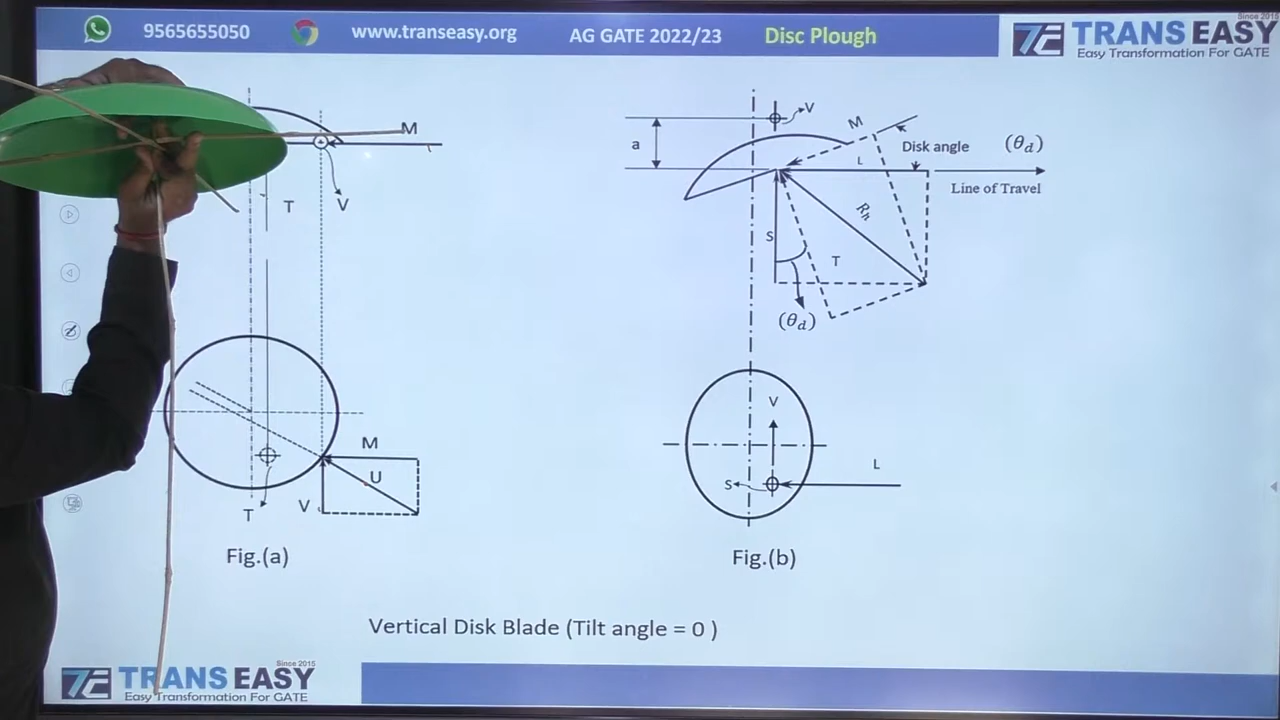 9565655050 www.transeasy.org AG GATE 2022/23 Disc Plough
Since 2015
TRANS EASY
Easy Transformation For GATE
M
T
V
M
U
V
T
Fig.(a)
V
a
M
Disk angle (θd)
L
Line of Travel
Rh
S
T
(θd)
V
S
L
Fig.(b)
Vertical Disk Blade (Tilt angle = 0 )
Since 2015
TRANS EASY
Easy Transformation For GATE